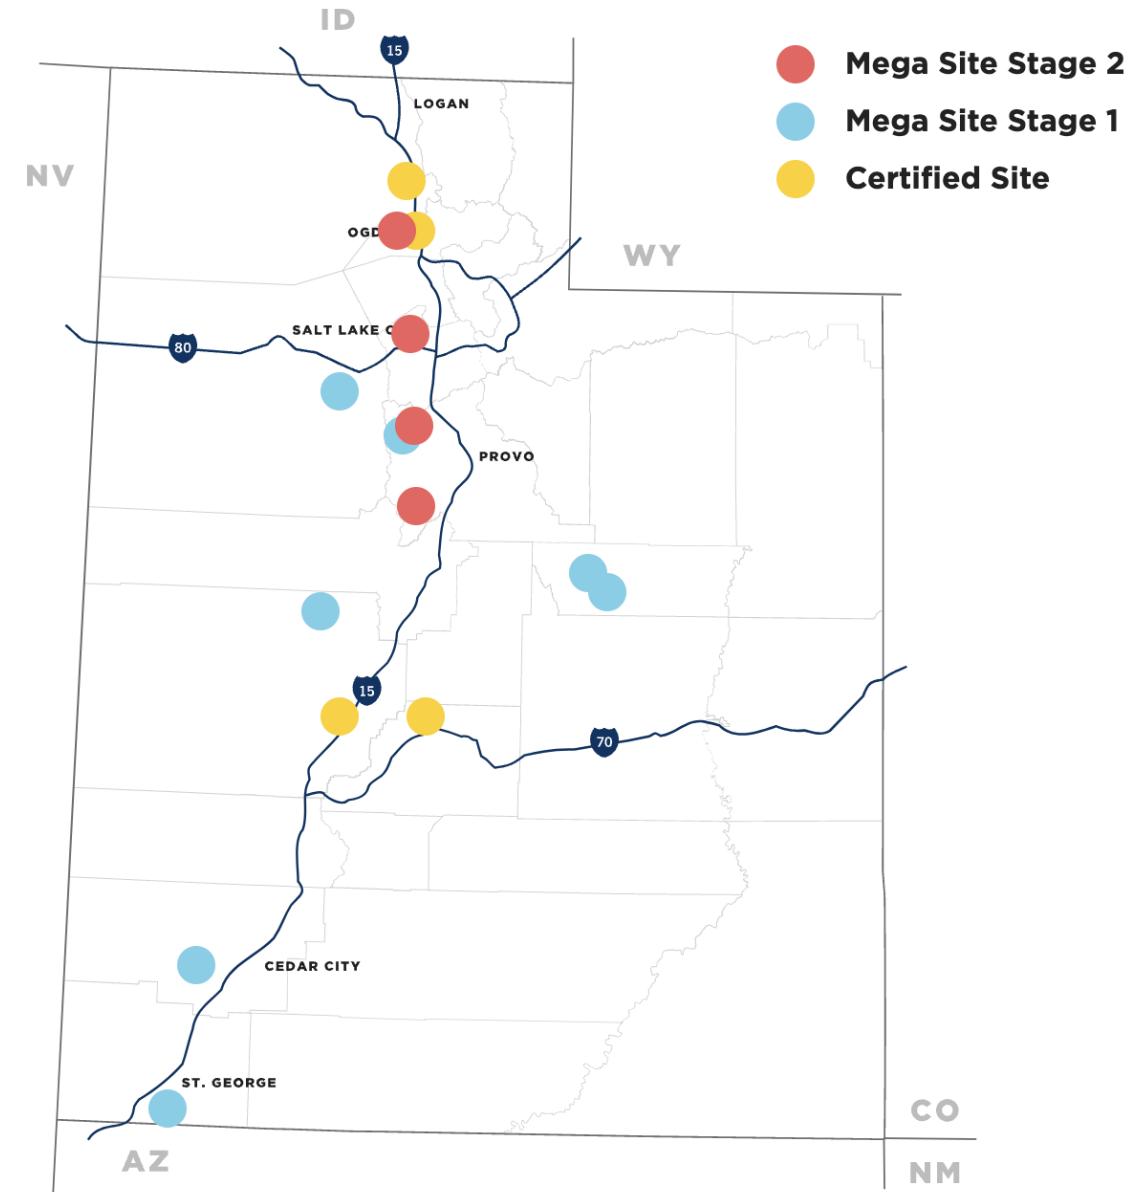 ID
15
Mega Site Stage 2
LOGAN
Mega Site Stage 1
NV
Certified Site
OGD
WY
SALT LAKE C
80
PROVO
15
70
CEDAR CITY
ST. GEORGE
CO
AZ
NM